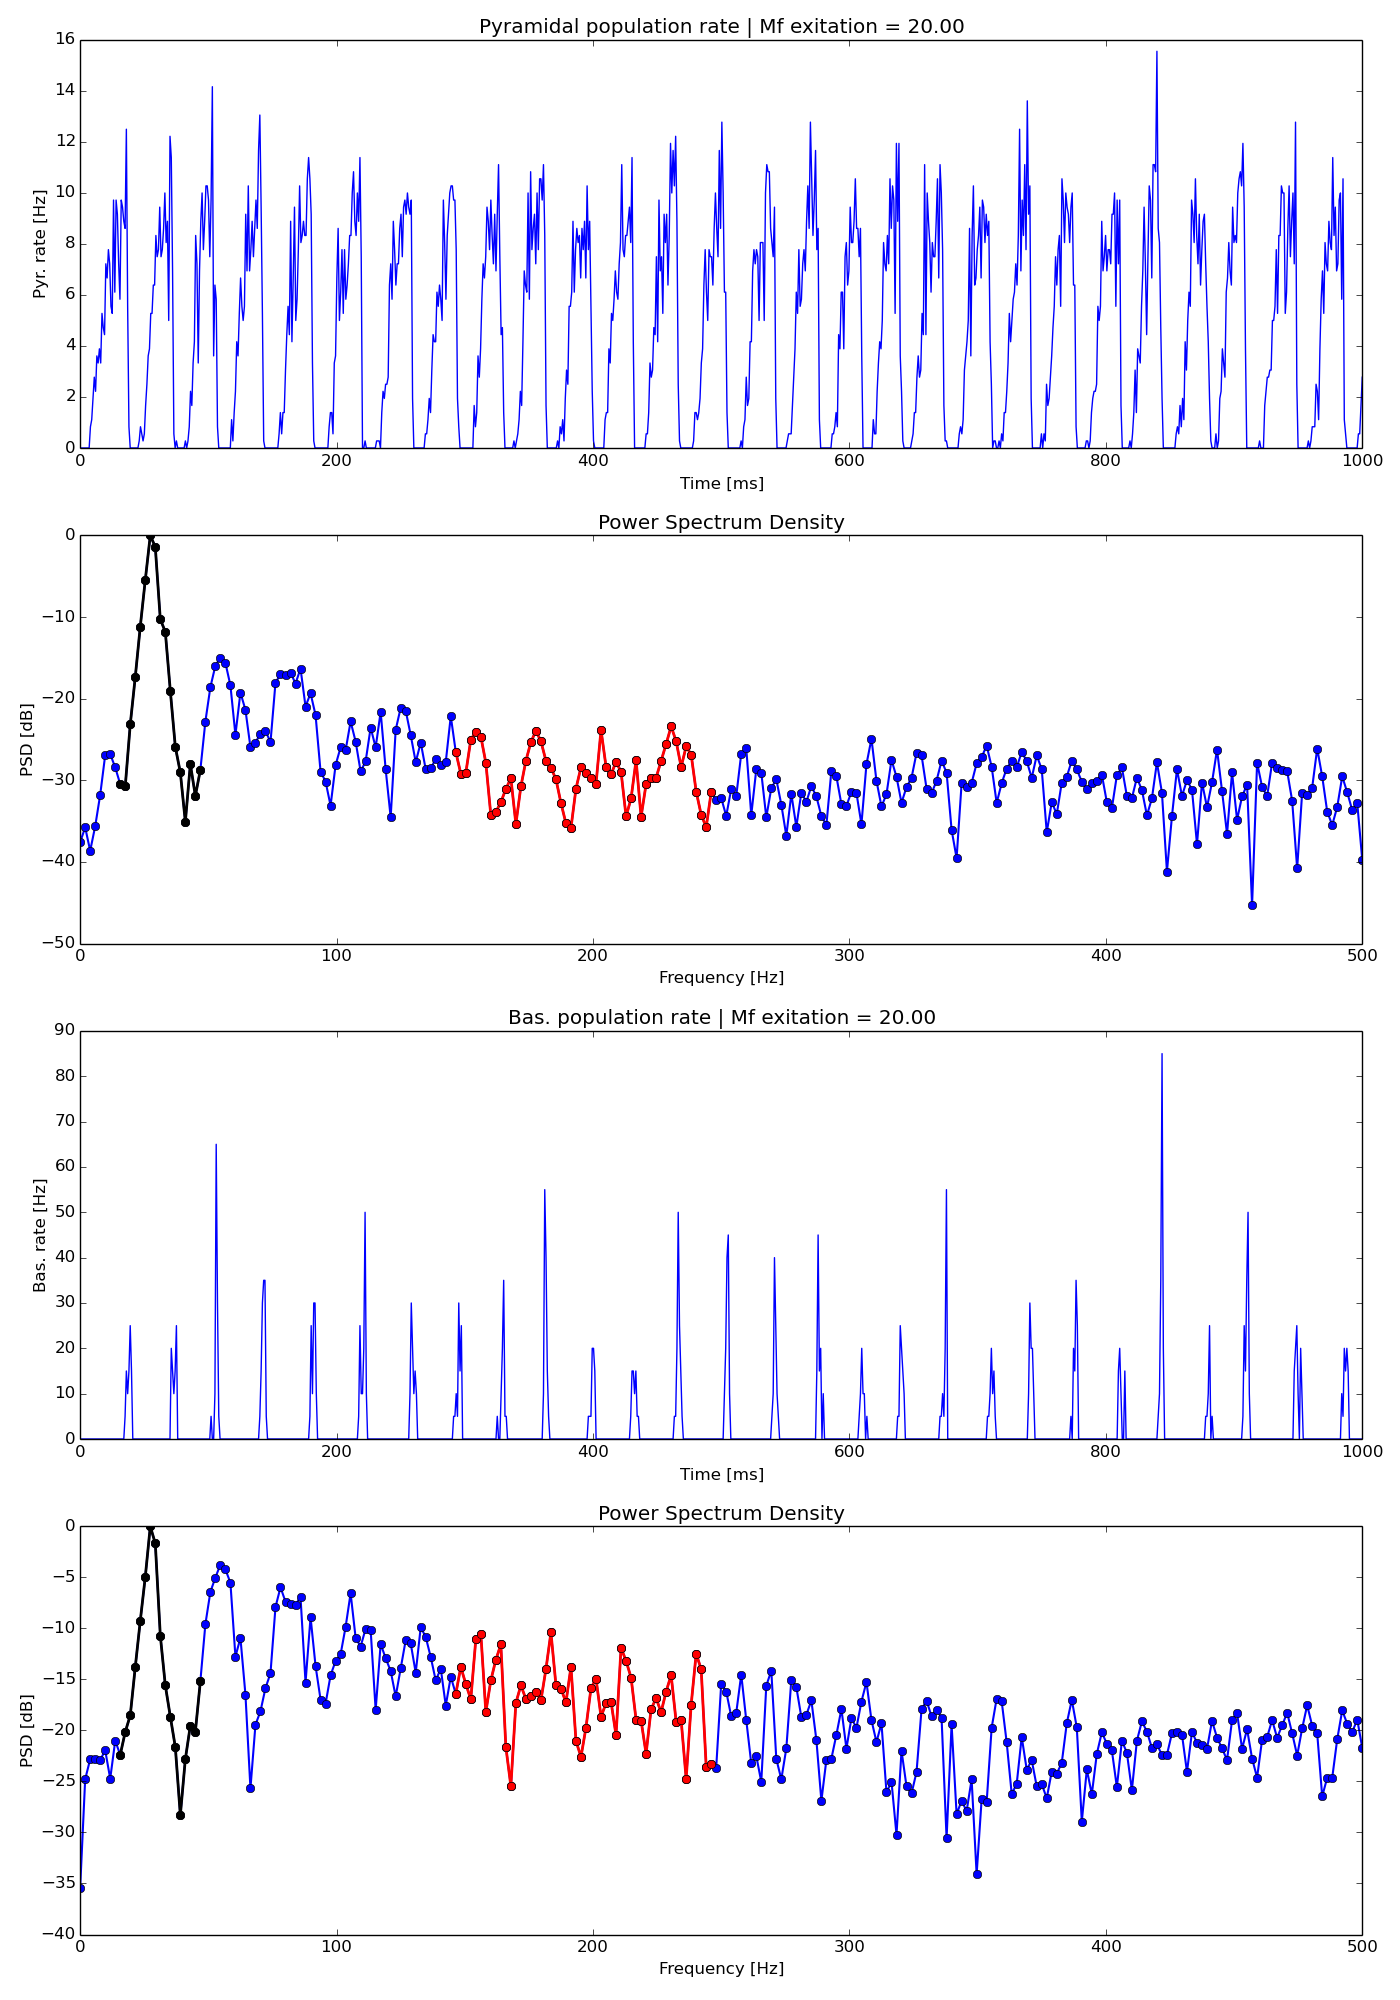 Pyramidal population rate | Mf exitation = 20.00
Pyr. rate [Hz]
16
14
12
10
8
6
4
2
0
0 200 400 600 800 1000
Time [ms]
Power Spectrum Density
PSD [dB]
0
−10
−20
−30
−40
−50
0 100 200 300 400 500
Frequency [Hz]
Bas. population rate | Mf exitation = 20.00
Bas. rate [Hz]
90
80
70
60
50
40
30
20
10
0
0 200 400 600 800 1000
Time [ms]
Power Spectrum Density
PSD [dB]
0
−5
−10
−15
−20
−25
−30
−35
−40
0 100 200 300 400 500
Frequency [Hz]